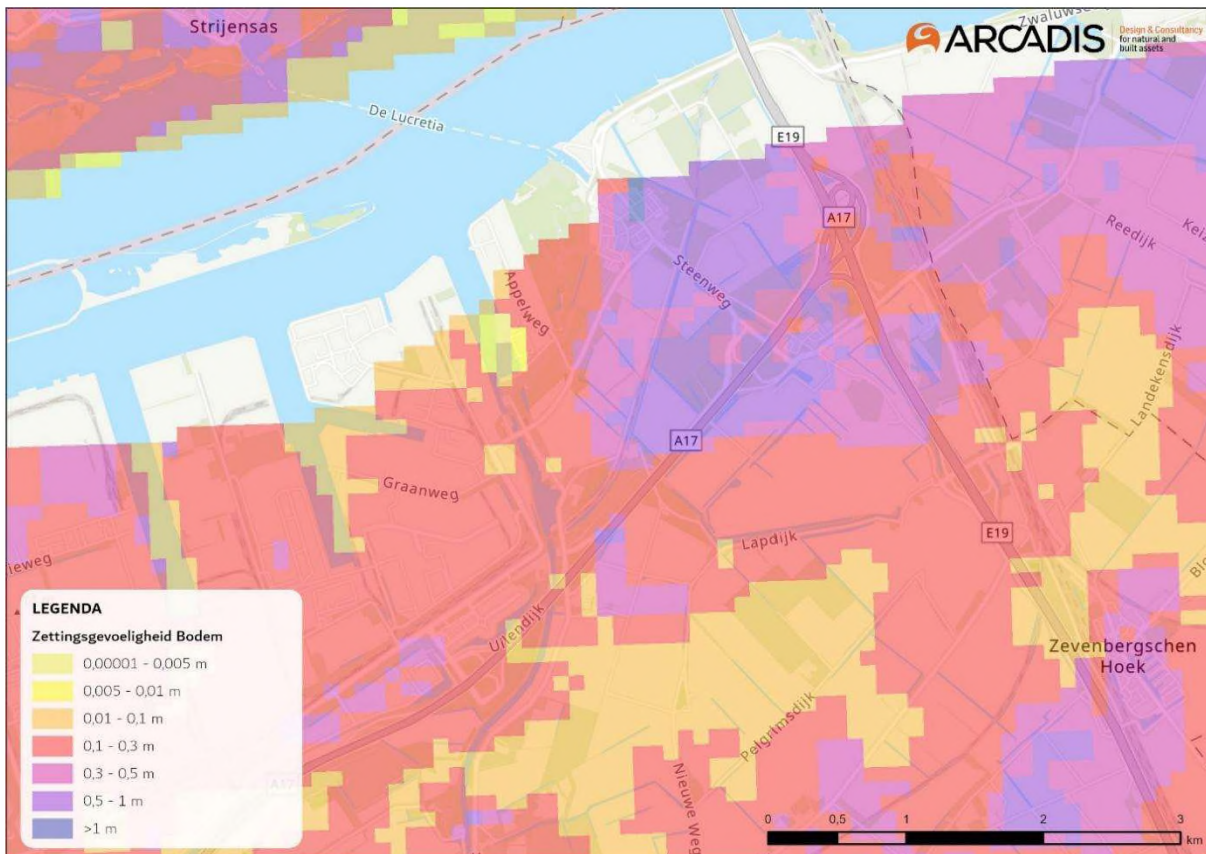 Strijensas
ARCADIS
Design & Consultancy
for natural and
built assets
De Lucretia
E19
A17
Reedijk
Steenweg
Appelweg
Landekensdijk
A17
Graanweg
E19
Lapdijk
ieweg
Uilendijk
Zevenbergschen
Hoek
Pelgrimsdijk
Nieuwe Weg
A17
LEGENDA
Zettingsgevoeligheid Bodem
0,00001 - 0,005 m
0,005 - 0,01 m
0,01 - 0,1 m
0,1 - 0,3 m
0,3 - 0,5 m
0,5 - 1 m
>1 m
0 0,5 1 2 3
km